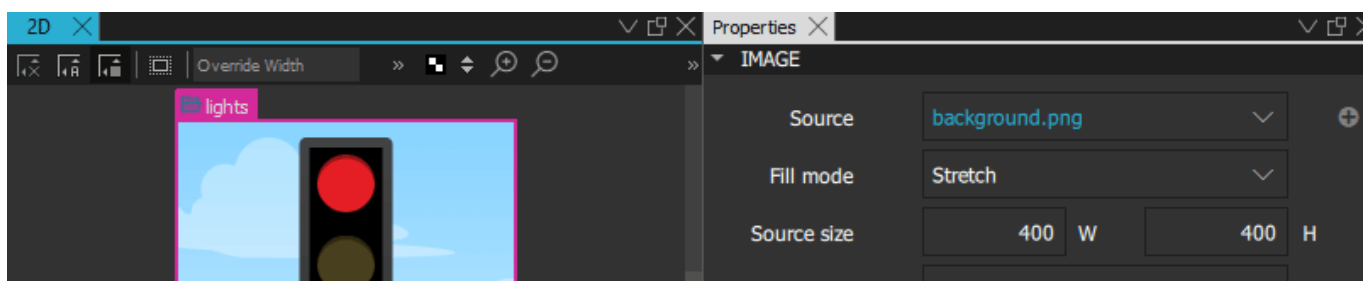 2D
Properties
IMAGE
Override Width
lights
Source
background.png
Fill mode
Stretch
Source size
400 W
400 H